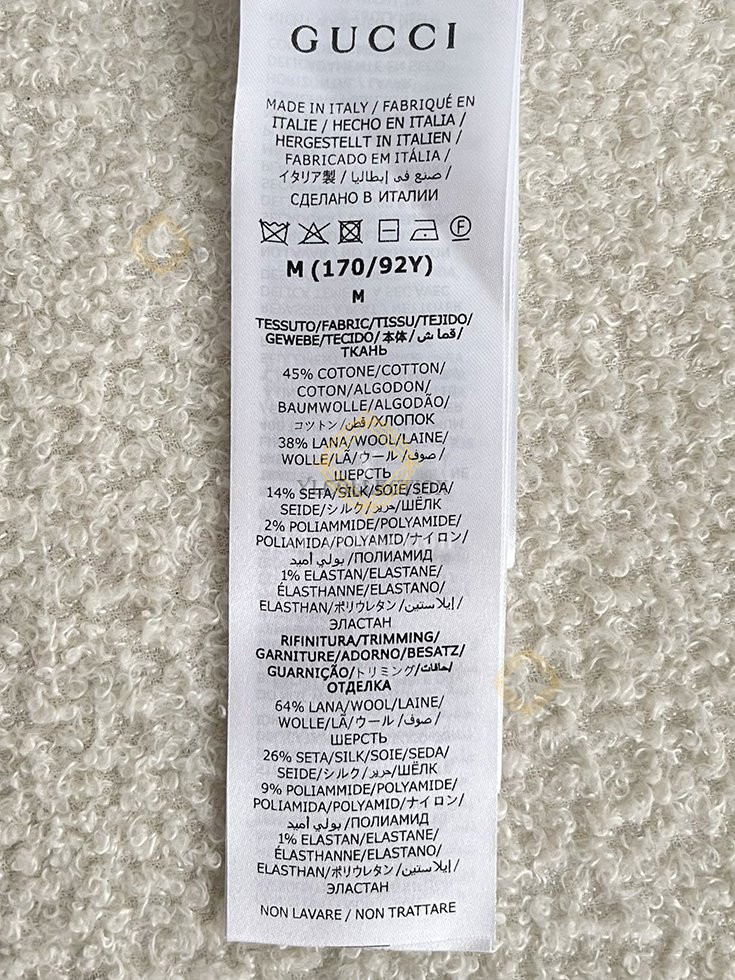 GUCCI
MADE IN ITALY / FABRIQUÉ EN
ITALIE / HECHO EN ITALIA /
HERGESTELLT IN ITALIEN /
FABRICADO EM ITÁLIA /
イタリア製 / صنع في إيطاليا /
СДЕЛАНО В ИТАЛИИ
F
M (170/92Y)
M
TESSUTO/FABRIC/TISSU/TEJIDO/
GEWEBE/TECIDO/本体/قماش/
ТКАНЬ
45% COTONE/COTTON/
COTON/ALGODON/
BAUMWOLLE/ALGODÃO/
コットン/قطن/ХЛОПОК
38% LANA/WOOL/LAINE/
WOLLE/LÃ/ウール/صوف/
ШЕРСТЬ
14% SETA/SILK/SOIE/SEDA/
SEIDE/シルク/حرير/ШЁЛК
2% POLIAMMIDE/POLYAMIDE/
POLIAMIDA/POLYAMID/ナイロン/
بولي أميد/ПОЛИАМИД
1% ELASTAN/ELASTANE/
ÉLASTHANNE/ELASTANO/
ELASTHAN/ポリウレタン/إيلاستين/
ЭЛАСТАН
RIFINITURA/TRIMMING/
GARNITURE/ADORNO/BESATZ/
GUARNIÇÃO/トリミング/حافات/
ОТДЕЛКА
64% LANA/WOOL/LAINE/
WOLLE/LÃ/ウール/صوف/
ШЕРСТЬ
26% SETA/SILK/SOIE/SEDA/
SEIDE/シルク/حرير/ШЁЛК
9% POLIAMMIDE/POLYAMIDE/
POLIAMIDA/POLYAMID/ナイロン/
بولي أميد/ПОЛИАМИД
1% ELASTAN/ELASTANE/
ÉLASTHANNE/ELASTANO/
ELASTHAN/ポリウレタン/إيلاستين/
ЭЛАСТАН
NON LAVARE / NON TRATTARE